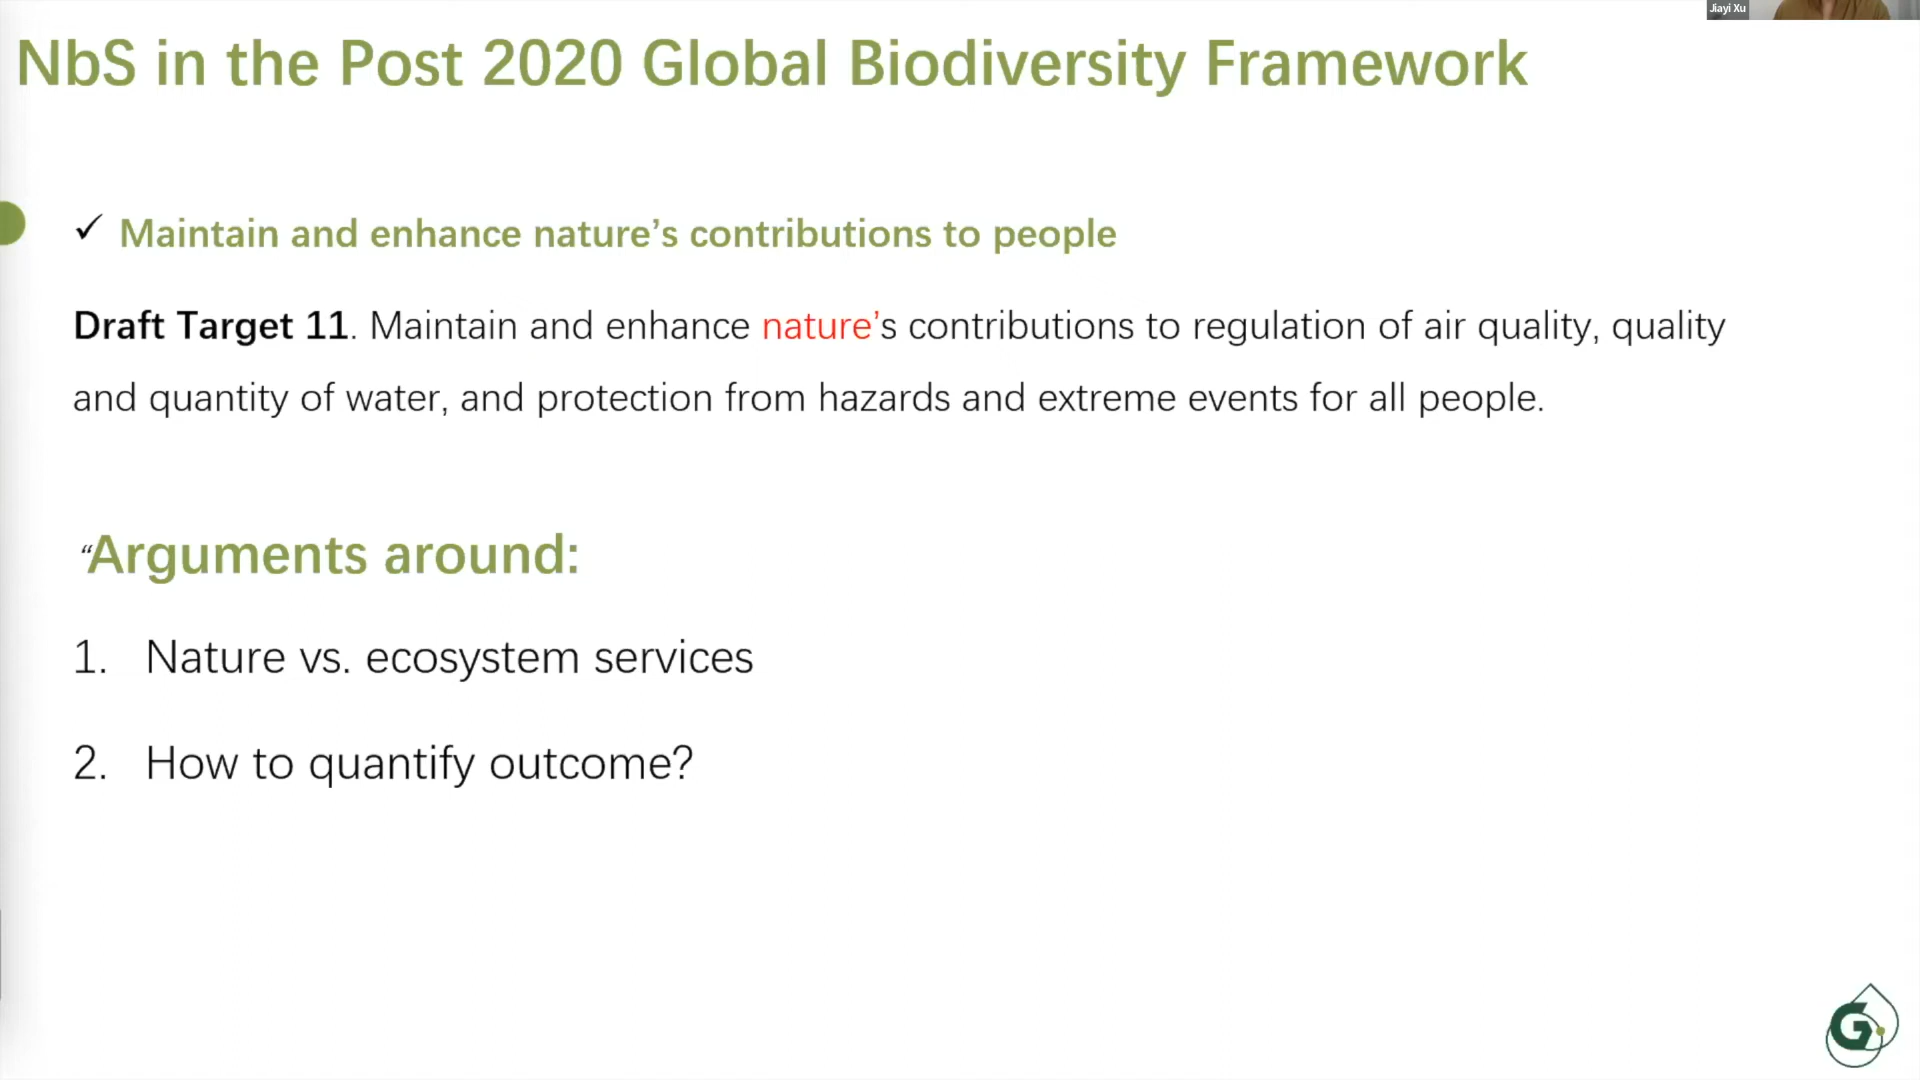 Jiayi Xu
NbS in the Post 2020 Global Biodiversity Framework
✓ Maintain and enhance nature’s contributions to people
Draft Target 11. Maintain and enhance nature’s contributions to regulation of air quality, quality
and quantity of water, and protection from hazards and extreme events for all people.
“Arguments around:
1. Nature vs. ecosystem services
2. How to quantify outcome?
G